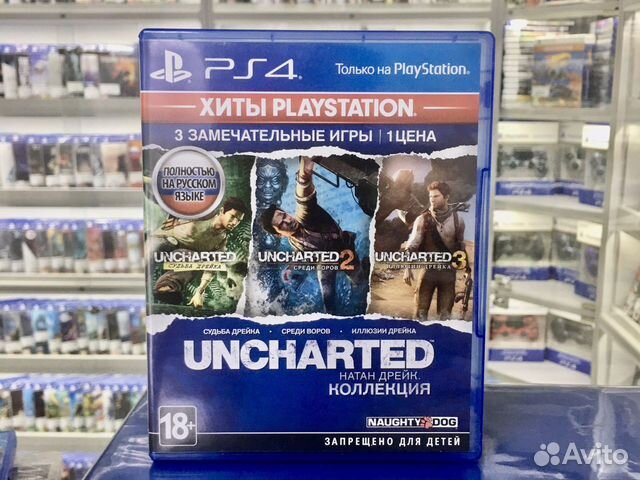 PS4
Только на PlayStation®
ХИТЫ PLAYSTATION®
3 ЗАМЕЧАТЕЛЬНЫЕ ИГРЫ | 1 ЦЕНА
ПОЛНОСТЬЮ
НА РУССКОМ
ЯЗЫКЕ
UNCHARTED
СУДЬБА ДРЕЙКА
UNCHARTED 2
СРЕДИ ВОРОВ
UNCHARTED 3
ИЛЛЮЗИИ ДРЕЙКА
СУДЬБА ДРЕЙКА • СРЕДИ ВОРОВ • ИЛЛЮЗИИ ДРЕЙКА
UNCHARTED
НАТАН ДРЕЙК.
КОЛЛЕКЦИЯ
18+
NAUGHTY DOG
ЗАПРЕЩЕНО ДЛЯ ДЕТЕЙ
Avito